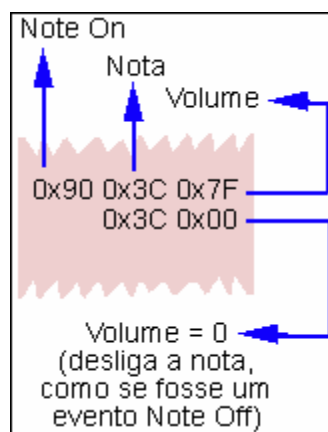 Note On
Nota
Volume
0x90 0x3C 0x7F
0x3C 0x00
Volume = 0
(desliga a nota,
como se fosse um
evento Note Off)